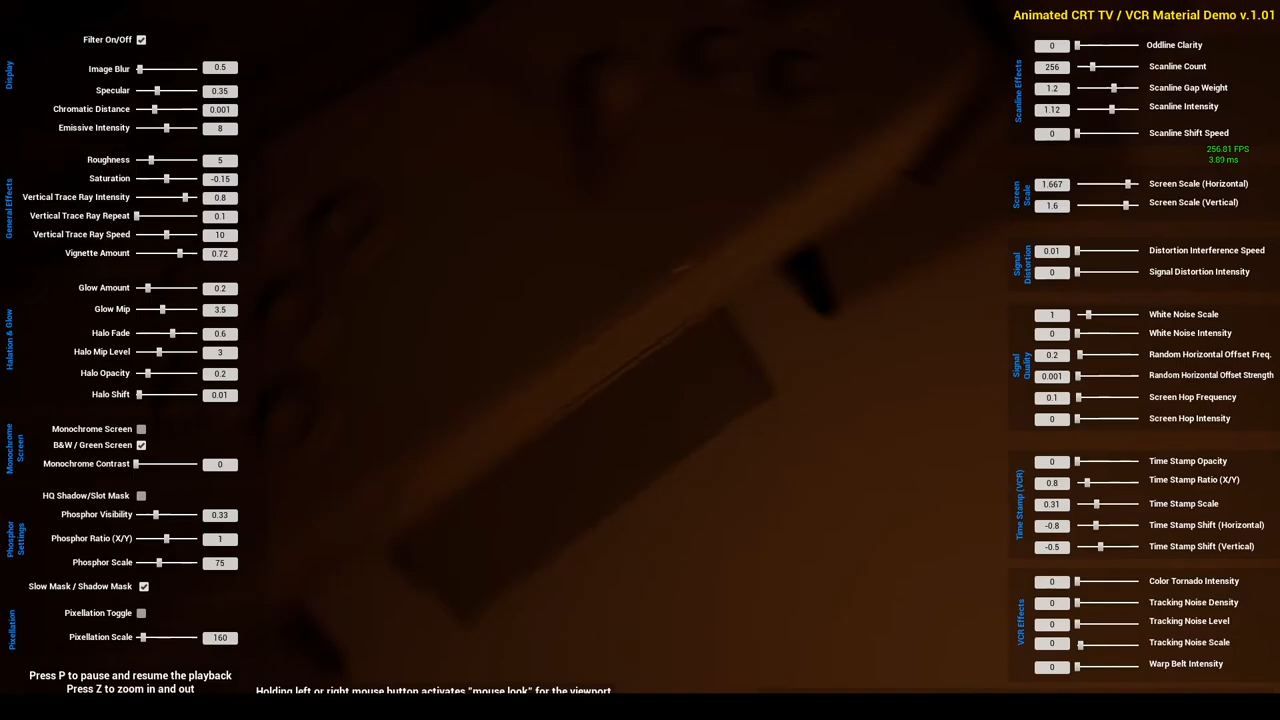 Animated CRT TV / VCR Material Demo v.1.01
Display
Filter On/Off
Image Blur 0.5
Specular 0.35
Chromatic Distance 0.001
Emissive Intensity 8
General Effects
Roughness 5
Saturation -0.15
Vertical Trace Ray Intensity 0.8
Vertical Trace Ray Repeat 0.1
Vertical Trace Ray Speed 10
Vignette Amount 0.72
Halation & Glow
Glow Amount 0.2
Glow Mip 3.5
Halo Fade 0.6
Halo Mip Level 3
Halo Opacity 0.2
Halo Shift 0.01
Monochrome
Screen
Monochrome Screen
B&W / Green Screen
Monochrome Contrast 0
Phosphor
Settings
HQ Shadow/Slot Mask
Phosphor Visibility 0.33
Phosphor Ratio (X/Y) 1
Phosphor Scale 75
Slow Mask / Shadow Mask
Pixellation
Pixellation Toggle
Pixellation Scale 160
Press P to pause and resume the playback
Press Z to zoom in and out
Holding left or right mouse button activates "mouse look" for the viewport
Scanline Effects
0 Oddline Clarity
256 Scanline Count
1.2 Scanline Gap Weight
1.12 Scanline Intensity
0 Scanline Shift Speed
256.81 FPS
3.89 ms
Screen
Scale
1.667 Screen Scale (Horizontal)
1.6 Screen Scale (Vertical)
Signal
Distortion
0.01 Distortion Interference Speed
0 Signal Distortion Intensity
Signal
Quality
1 White Noise Scale
0 White Noise Intensity
0.2 Random Horizontal Offset Freq.
0.001 Random Horizontal Offset Strength
0.1 Screen Hop Frequency
0 Screen Hop Intensity
Time Stamp (VCR)
0 Time Stamp Opacity
0.8 Time Stamp Ratio (X/Y)
0.31 Time Stamp Scale
-0.8 Time Stamp Shift (Horizontal)
-0.5 Time Stamp Shift (Vertical)
VCR Effects
0 Color Tornado Intensity
0 Tracking Noise Density
0 Tracking Noise Level
0 Tracking Noise Scale
0 Warp Belt Intensity